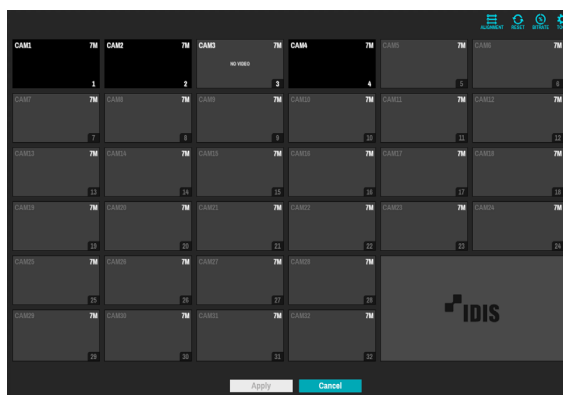 ALIGNMENT RESET BITRATE
CAM1 7M CAM2 7M CAM3 7M CAM4 7M CAM5 7M CAM6 7M
NO VIDEO
1 2 3 4 5 6
CAM7 7M CAM8 7M CAM9 7M CAM10 7M CAM11 7M CAM12 7M
7 8 9 10 11 12
CAM13 7M CAM14 7M CAM15 7M CAM16 7M CAM17 7M CAM18 7M
13 14 15 16 17 18
CAM19 7M CAM20 7M CAM21 7M CAM22 7M CAM23 7M CAM24 7M
19 20 21 22 23 24
CAM25 7M CAM26 7M CAM27 7M CAM28 7M
25 26 27 28
IDIS
CAM29 7M CAM30 7M CAM31 7M CAM32 7M
29 30 31 32
Apply Cancel